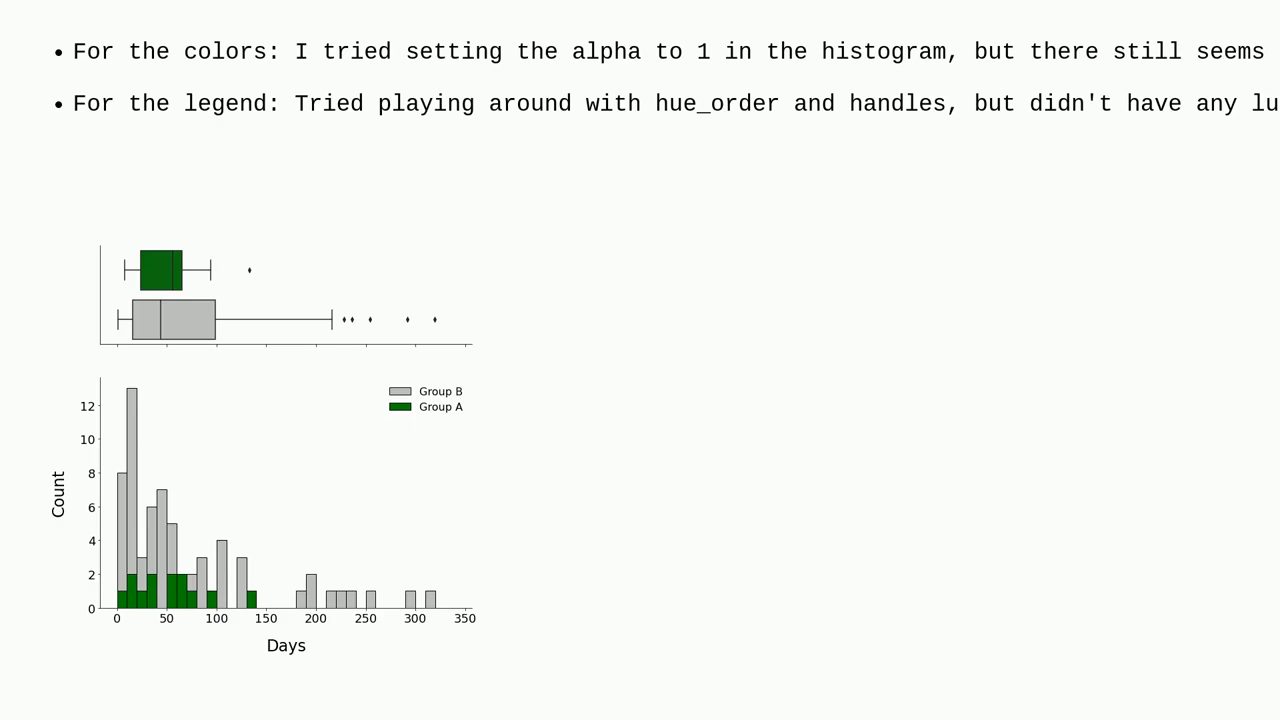 • For the colors: I tried setting the alpha to 1 in the histogram, but there still seems
• For the legend: Tried playing around with hue_order and handles, but didn't have any lu
Group B
Group A
12
10
8
6
4
2
0
Count
0 50 100 150 200 250 300 350
Days